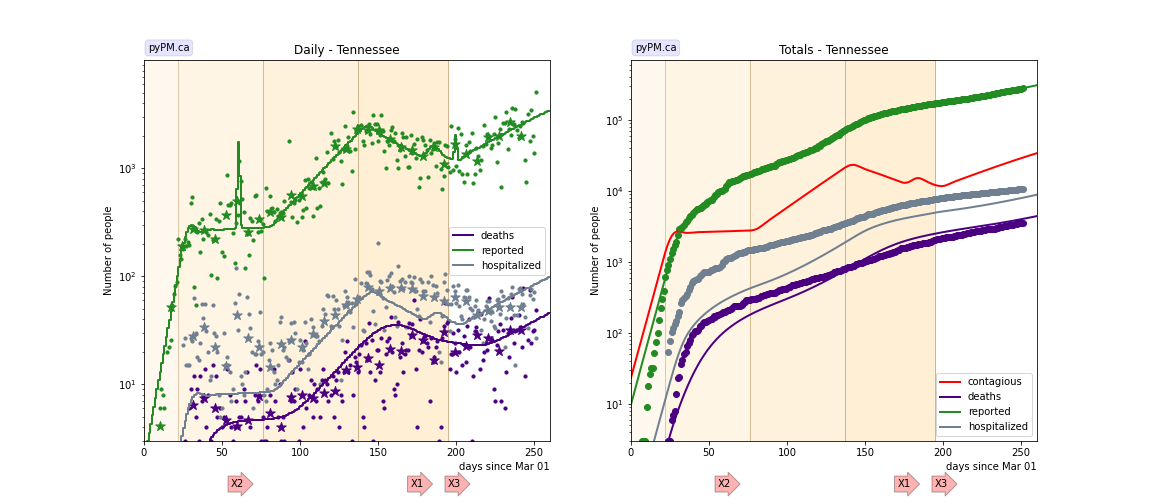 pyPM.ca
Daily - Tennessee
Number of people
10³
10²
10¹
deaths
reported
hospitalized
0 50 100 150 200 250
days since Mar 01
X2 X1 X3
pyPM.ca
Totals - Tennessee
Number of people
10⁵
10⁴
10³
10²
10¹
contagious
deaths
reported
hospitalized
0 50 100 150 200 250
days since Mar 01
X2 X1 X3